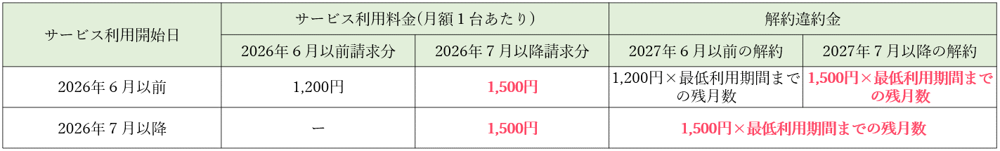 サービス利用開始日
サービス利用料金(月額１台あたり)
解約違約金
2026年６月以前請求分
2026年７月以降請求分
2027年６月以前の解約
2027年７月以降の解約
2026年６月以前
1,200円
1,500円
1,200円×最低利用期間まで
の残月数
1,500円×最低利用期間まで
の残月数
2026年７月以降
ー
1,500円
1,500円×最低利用期間までの残月数